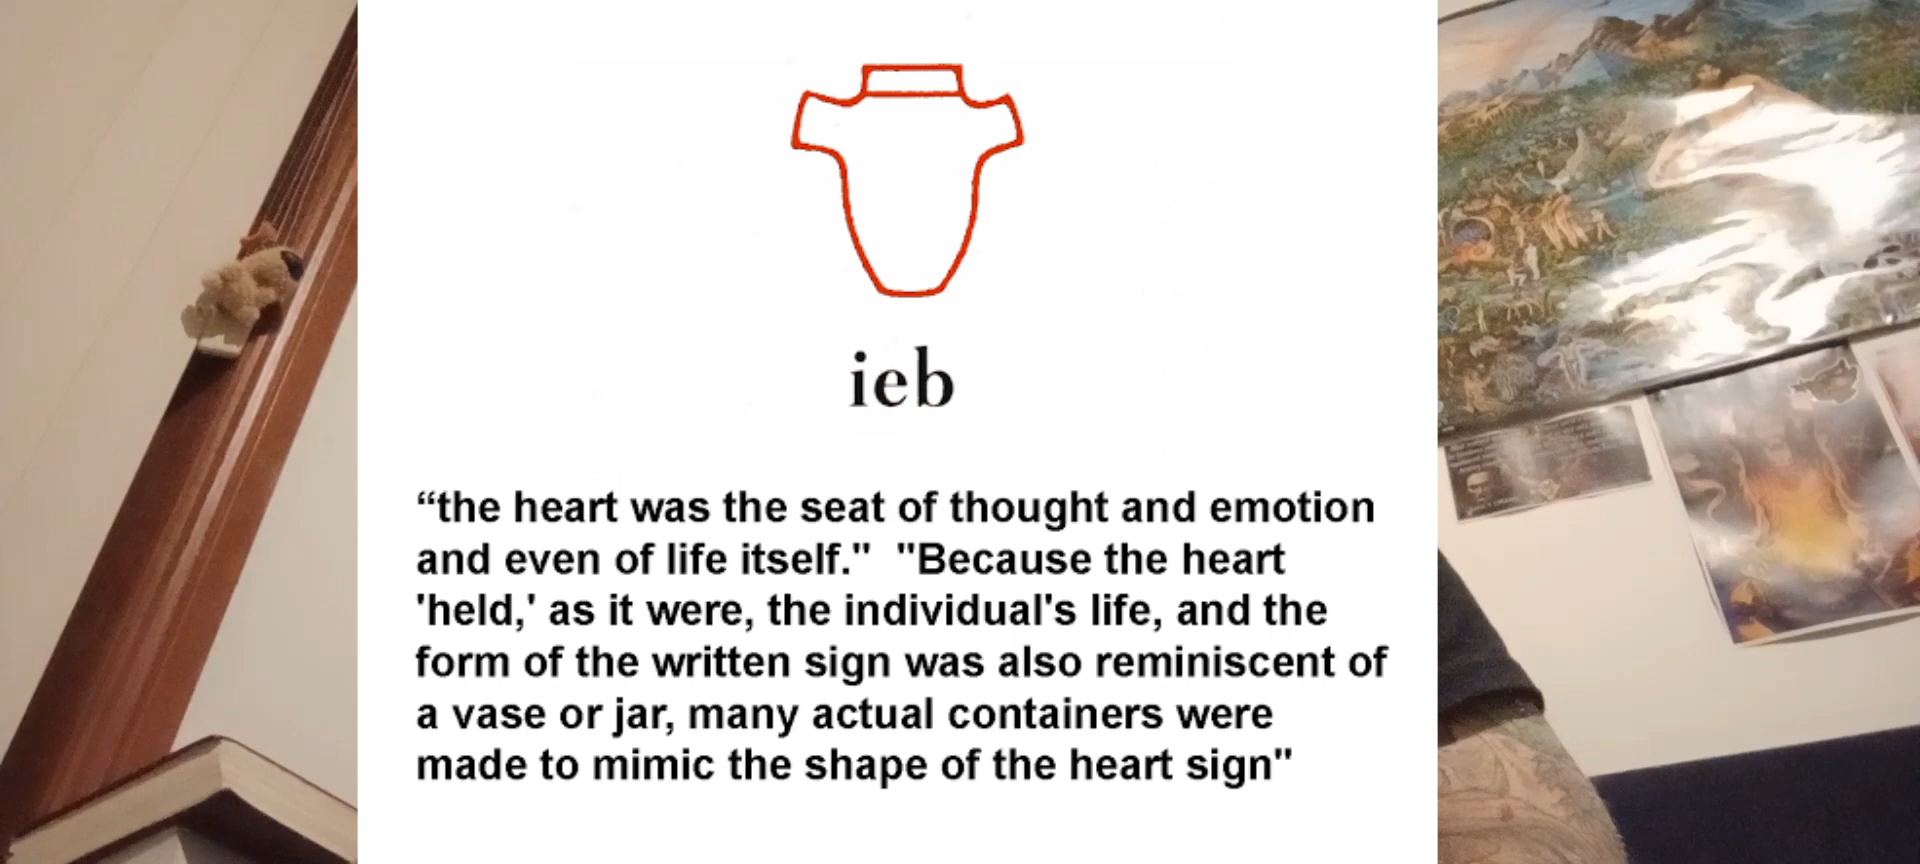 ieb
“the heart was the seat of thought and emotion
and even of life itself."  "Because the heart
'held,' as it were, the individual's life, and the
form of the written sign was also reminiscent of
a vase or jar, many actual containers were
made to mimic the shape of the heart sign"